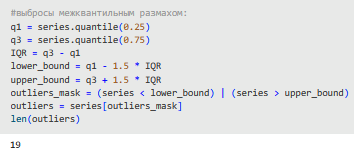 #выбросы межквантильным размахом:
q1 = series.quantile(0.25)
q3 = series.quantile(0.75)
IQR = q3 - q1
lower_bound = q1 - 1.5 * IQR
upper_bound = q3 + 1.5 * IQR
outliers_mask = (series < lower_bound) | (series > upper_bound)
outliers = series[outliers_mask]
len(outliers)
19